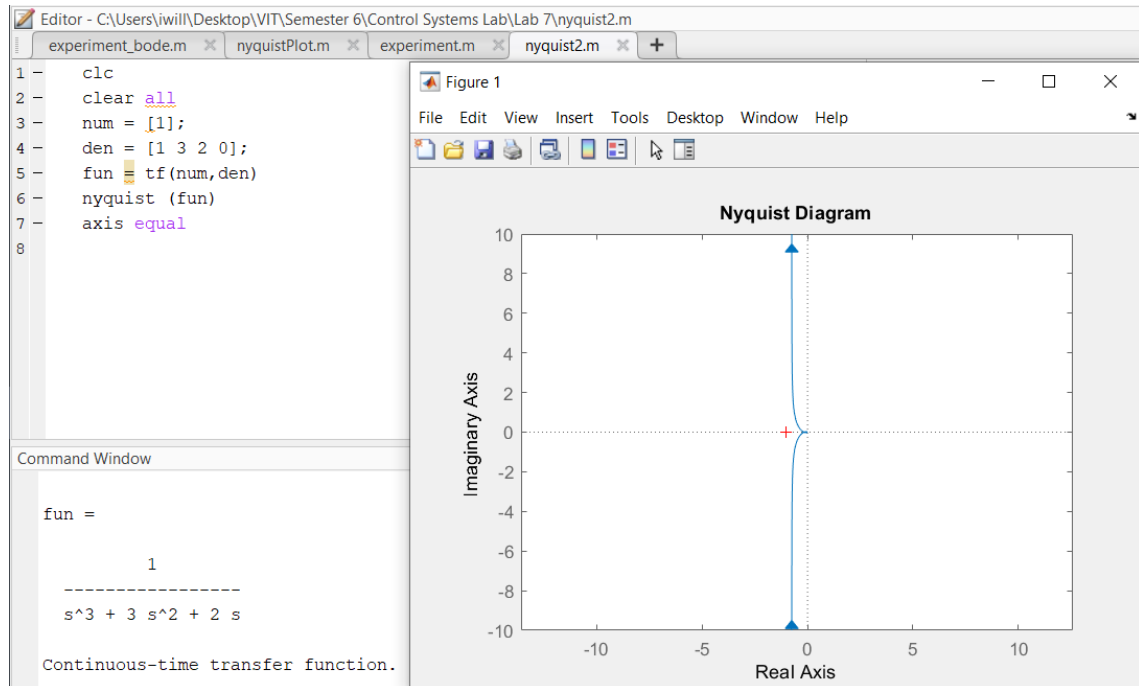 Editor - C:\Users\iwill\Desktop\VIT\Semester 6\Control Systems Lab\Lab 7\nyquist2.m
experiment_bode.m nyquistPlot.m experiment.m nyquist2.m +
1 - clc
2 - clear all
3 - num = [1];
4 - den = [1 3 2 0];
5 - fun = tf(num,den)
6 - nyquist (fun)
7 - axis equal
8
Command Window
fun =
1
-----------------
s^3 + 3 s^2 + 2 s
Continuous-time transfer function.
Figure 1
File Edit View Insert Tools Desktop Window Help
Nyquist Diagram
10
8
6
4
2
0
-2
-4
-6
-8
-10
Imaginary Axis
-10 -5 0 5 10
Real Axis